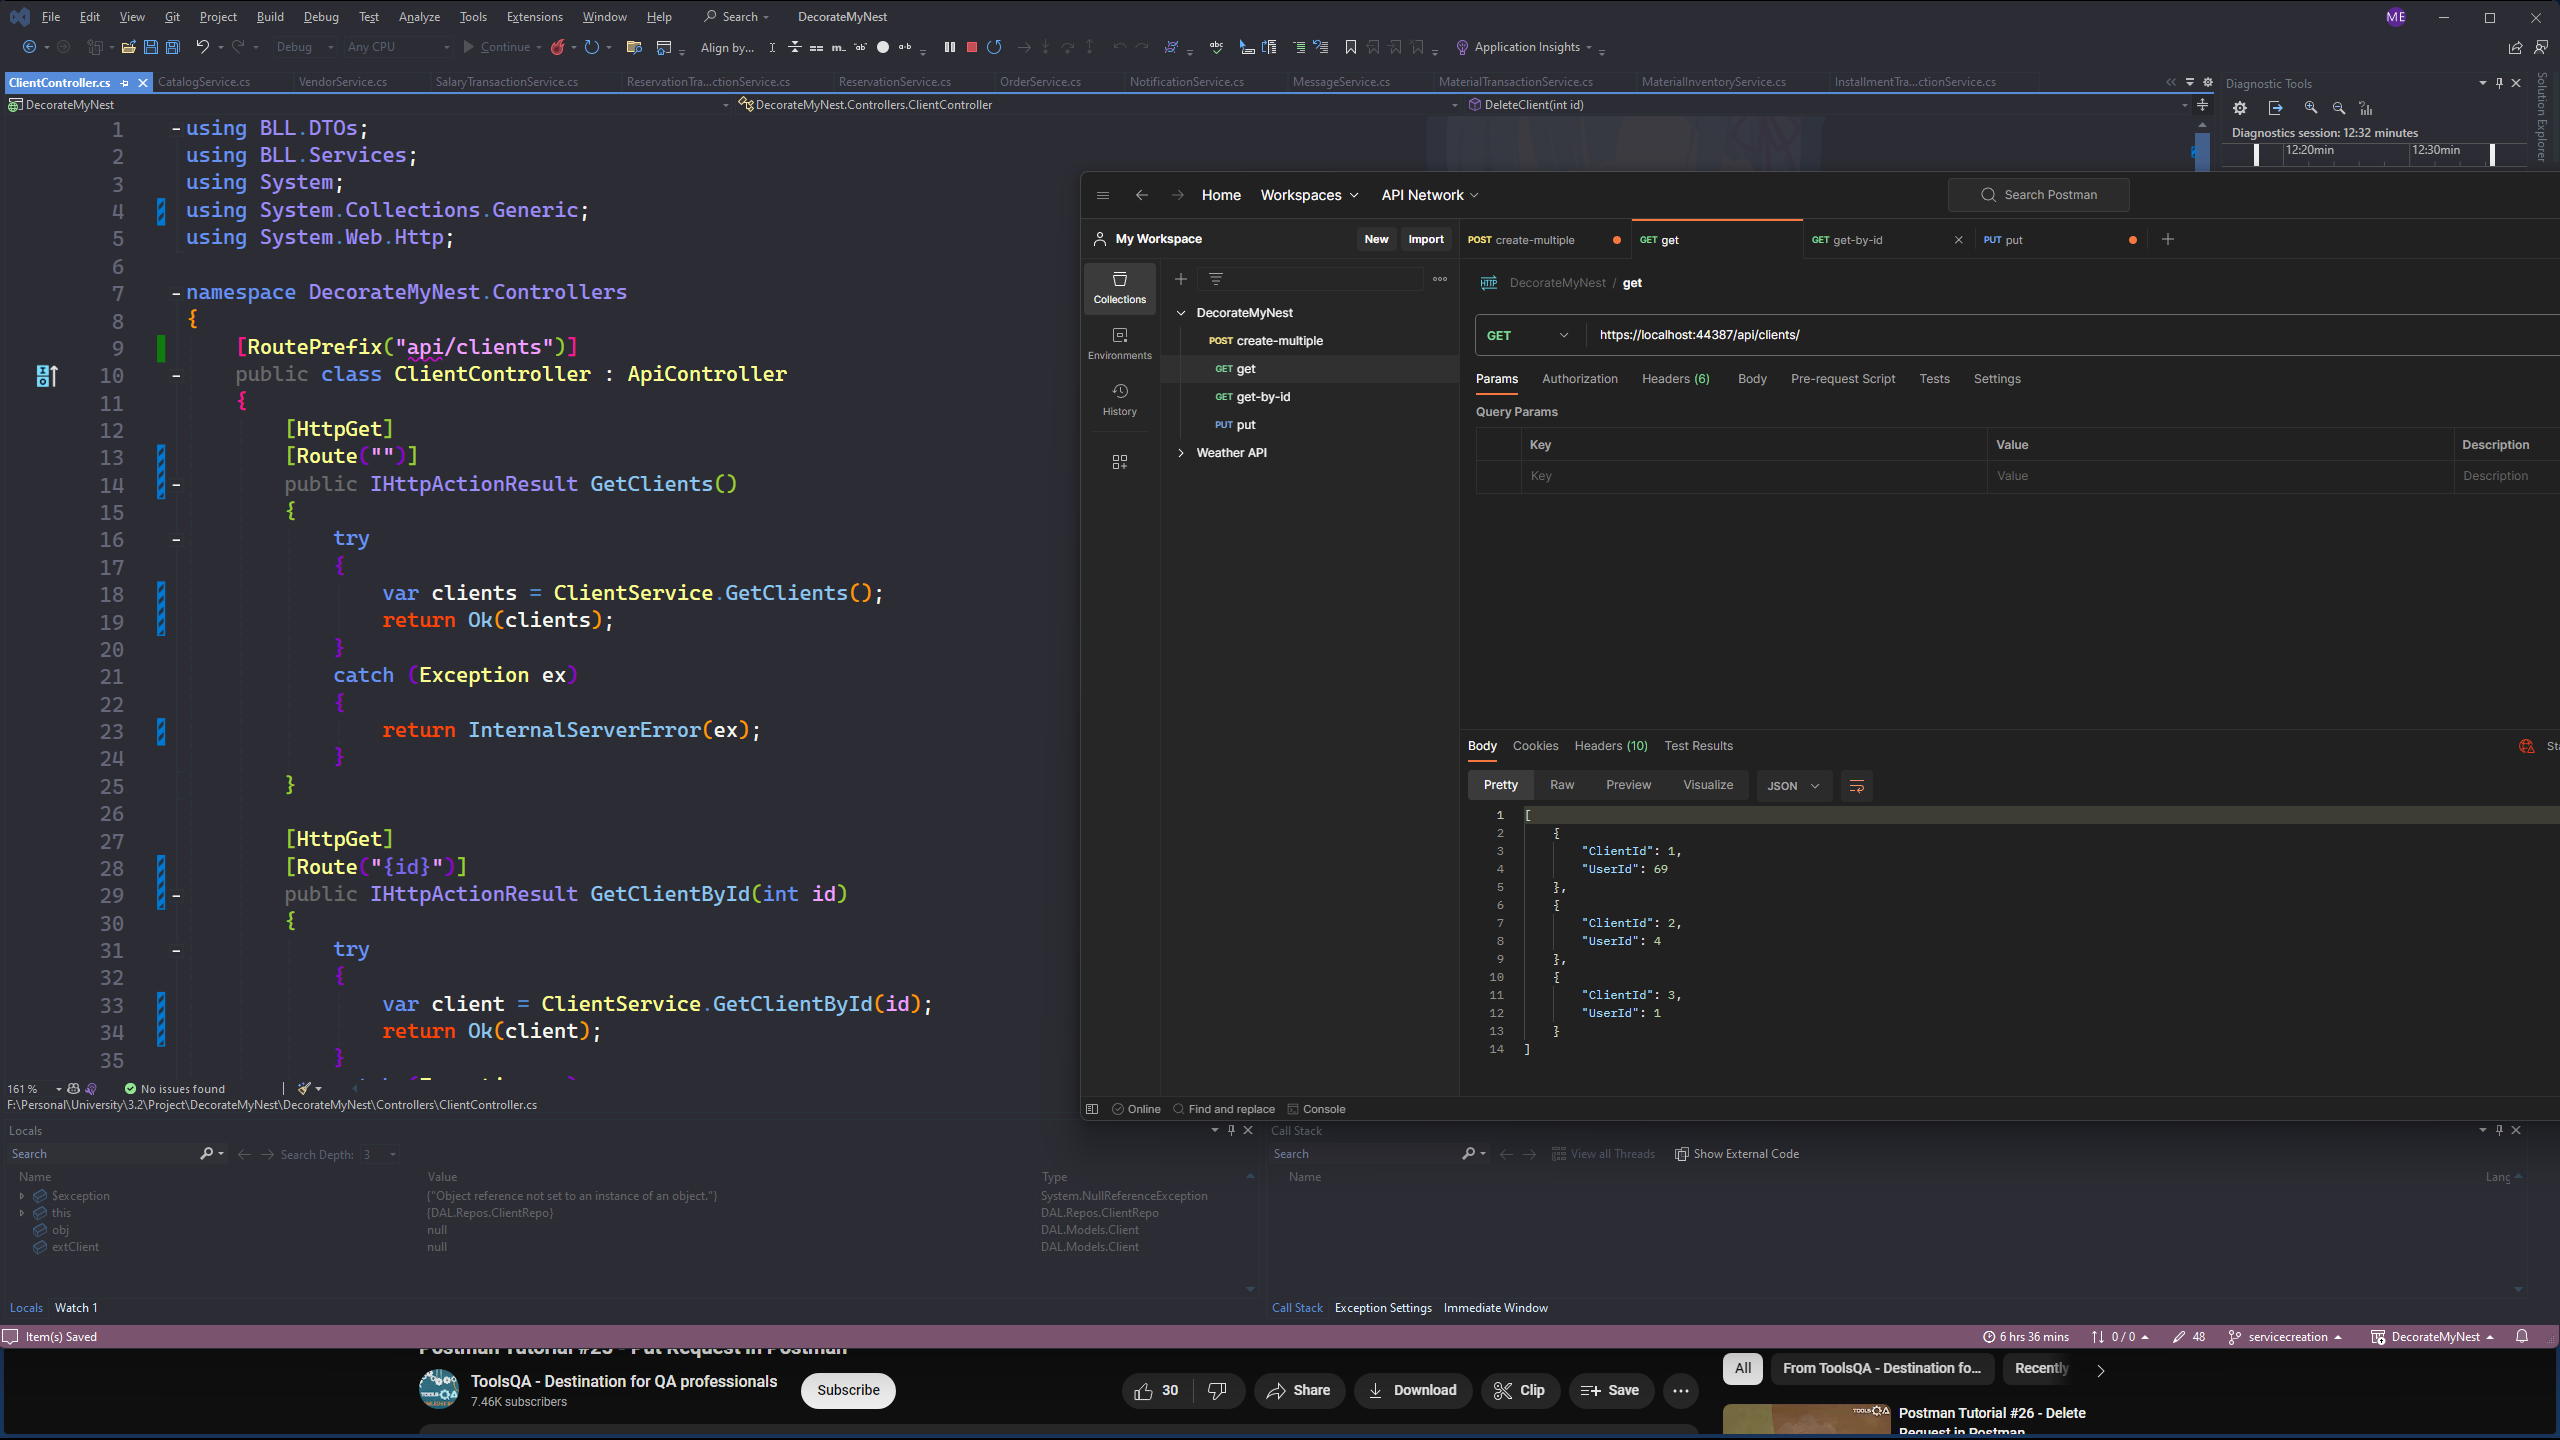 File Edit View Git Project Build Debug Test Analyze Tools Extensions Window Help Search DecorateMyNest ME
Debug Any CPU Continue Align by... Application Insights
ClientController.cs CatalogService.cs VendorServices.cs SalaryTransactionService.cs ReservationTra...ctionService.cs ReservationService.cs OrderService.cs NotificationService.cs MessageService.cs MaterialTransactionService.cs MaterialInventoryService.cs InstallmentTra...ctionService.cs
DecorateMyNest DecorateMyNest.Controllers.ClientController DeleteClient(int id)
Diagnostic Tools
Diagnostics session: 12:32 minutes
12:20min 12:30min
Solution Explorer
1 using BLL.DTOs;
2 using BLL.Services;
3 using System;
4 using System.Collections.Generic;
5 using System.Web.Http;
6
7 namespace DecorateMyNest.Controllers
8 {
9 [RoutePrefix("api/clients")]
10 public class ClientController : ApiController
11 {
12 [HttpGet]
13 [Route("")]
14 public IHttpActionResult GetClients()
15 {
16 try
17 {
18 var clients = ClientService.GetClients();
19 return Ok(clients);
20 }
21 catch (Exception ex)
22 {
23 return InternalServerError(ex);
24 }
25 }
26
27 [HttpGet]
28 [Route("{id}")]
29 public IHttpActionResult GetClientById(int id)
30 {
31 try
32 {
33 var client = ClientService.GetClientById(id);
34 return Ok(client);
35 }
161 % No issues found
F:\Personal\University\3.2\Project\DecorateMyNest\DecorateMyNest\Controllers\ClientController.cs
Home Workspaces API Network Search Postman
My Workspace New Import
POST create-multiple GET get GET get-by-id PUT put
Collections
Environments
History
DecorateMyNest
POST create-multiple
GET get
GET get-by-id
PUT put
Weather API
HTTP DecorateMyNest / get
GET https://localhost:44387/api/clients/
Params Authorization Headers (6) Body Pre-request Script Tests Settings
Query Params
Key Value Description
Key Value Description
Body Cookies Headers (10) Test Results Sta
Pretty Raw Preview Visualize JSON
1 [
2 {
3 "ClientId": 1,
4 "UserId": 69
5 },
6 {
7 "ClientId": 2,
8 "UserId": 4
9 },
10 {
11 "ClientId": 3,
12 "UserId": 1
13 }
14 ]
Online Find and replace Console
Locals
Search Search Depth: 3
Name Value Type
$exception {"Object reference not set to an instance of an object."} System.NullReferenceException
this {DAL.Repos.ClientRepo} DAL.Repos.ClientRepo
obj null DAL.Models.Client
extClient null DAL.Models.Client
Locals Watch 1
Call Stack
Search View all Threads Show External Code
Name Lang
Call Stack Exception Settings Immediate Window
Item(s) Saved 6 hrs 36 mins 0 / 0 48 servicecreation DecorateMyNest
Postman Tutorial #25 - Put Request in Postman
ToolsQA - Destination for QA professionals
7.46K subscribers
Subscribe 30 Share Download Clip Save
All From ToolsQA - Destination fo... Recently
Postman Tutorial #26 - Delete
Request in Postman